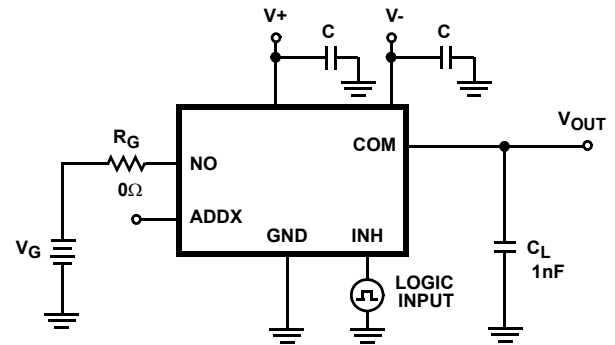 V+
C
V-
C
RG
0Ω
NO
COM
VOUT
ADDX
VG
GND
INH
LOGIC
INPUT
CL
1nF